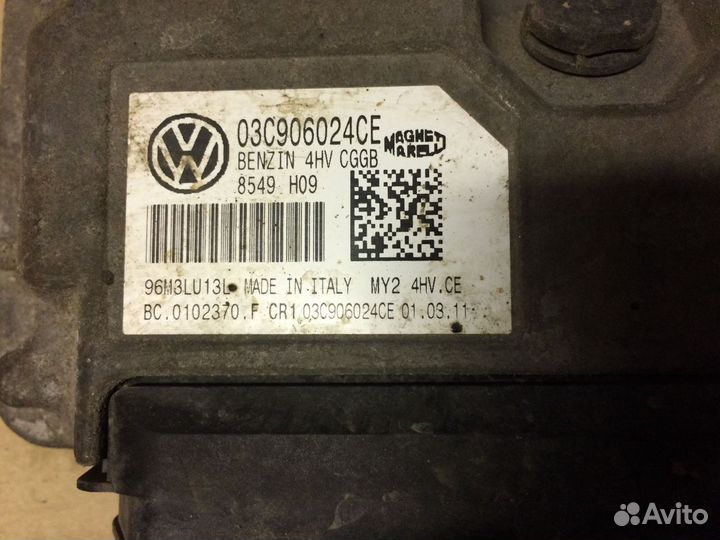 03C906024CE
MAGNETI MARELLI
BENZIN 4HV CGGB
8549 H09
96M3LU13L MADE IN ITALY MY2 4HV.CE
BC.0102370.F CR1 03C906024CE 01.03.11
Avito